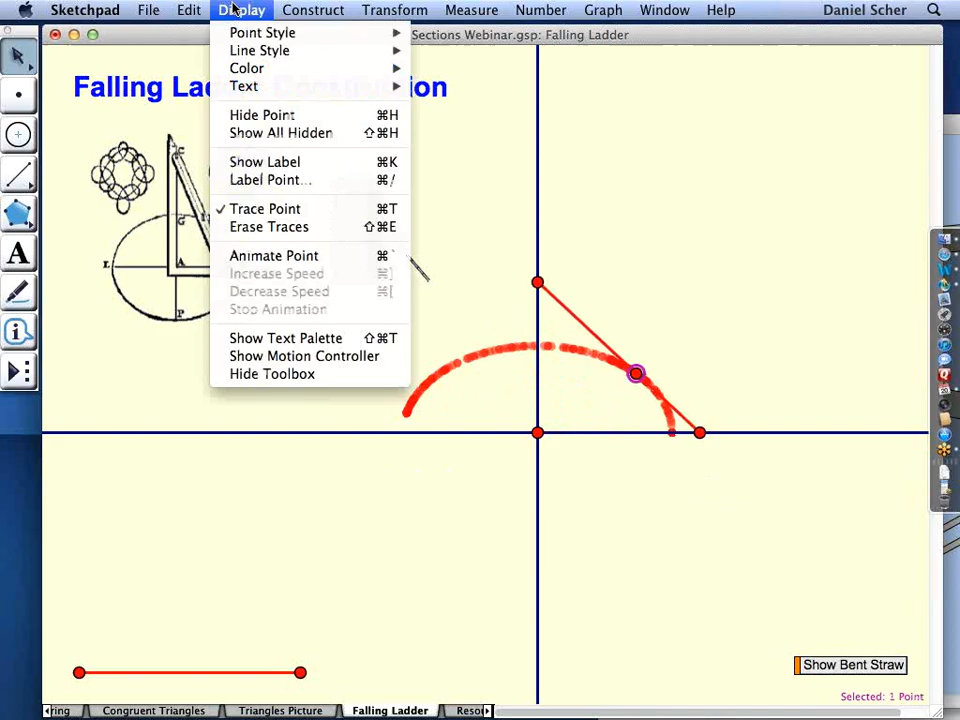 Sketchpad File Edit Display Construct Transform Measure Number Graph Window Help Daniel Scher
Sections Webinar.gsp: Falling Ladder
Falling Lad
ion
Point Style
Line Style
Color
Text
Hide Point ⌘H
Show All Hidden ⇧⌘H
Show Label ⌘K
Label Point... ⌘/
✓ Trace Point ⌘T
Erase Traces ⇧⌘E
Animate Point ⌘`
Increase Speed ⌘]
Decrease Speed ⌘[
Stop Animation
Show Text Palette ⇧⌘T
Show Motion Controller
Hide Toolbox
A
C
G
L
A
P
Show Bent Straw
Selected: 1 Point
ring Congruent Triangles Triangles Picture Falling Ladder Reso